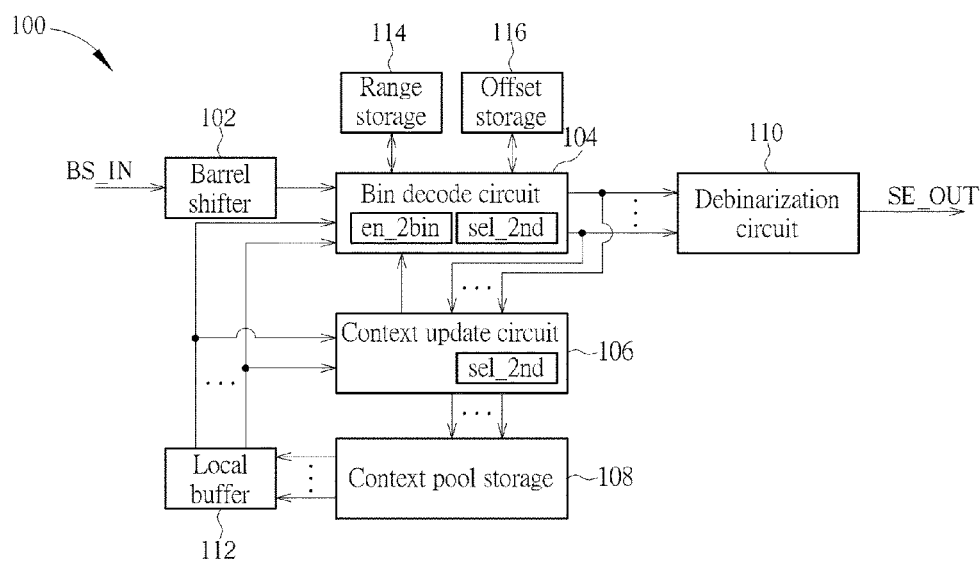 100
114
116
Range
storage
Offset
storage
102
104
110
BS_IN
Barrel
shifter
Bin decode circuit
en_2bin
sel_2nd
Debinarization
circuit
SE_OUT
Context update circuit
sel_2nd
106
Local
buffer
Context pool storage
108
112